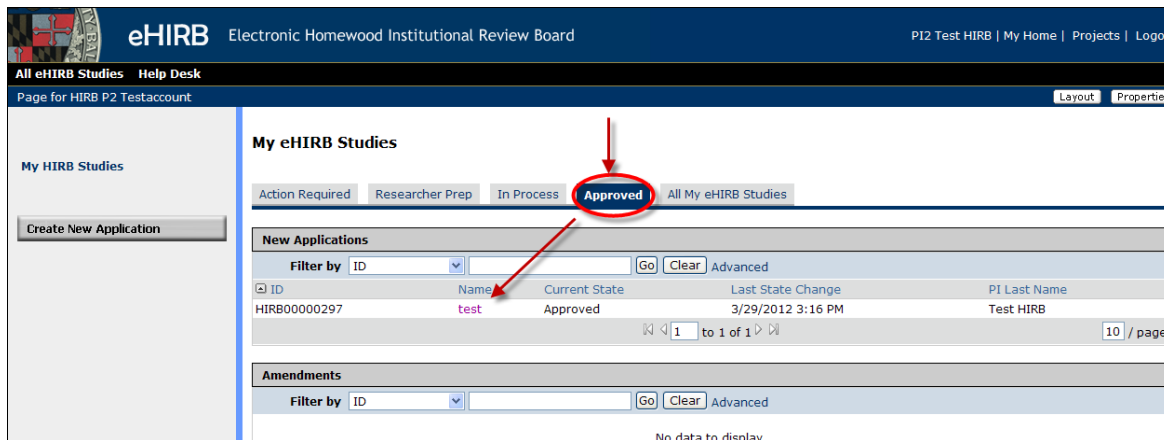 eHIRB Electronic Homewood Institutional Review Board PI2 Test HIRB | My Home | Projects | Logo
All eHIRB Studies Help Desk
Page for HIRB P2 Testaccount Layout Propertie
My eHIRB Studies
My HIRB Studies
Action Required Researcher Prep In Process Approved All My eHIRB Studies
Create New Application
New Applications
Filter by ID Go Clear Advanced
ID Name Current State Last State Change PI Last Name
HIRB00000297 test Approved 3/29/2012 3:16 PM Test HIRB
1 to 1 of 1 10 / page
Amendments
Filter by ID Go Clear Advanced
No data to display